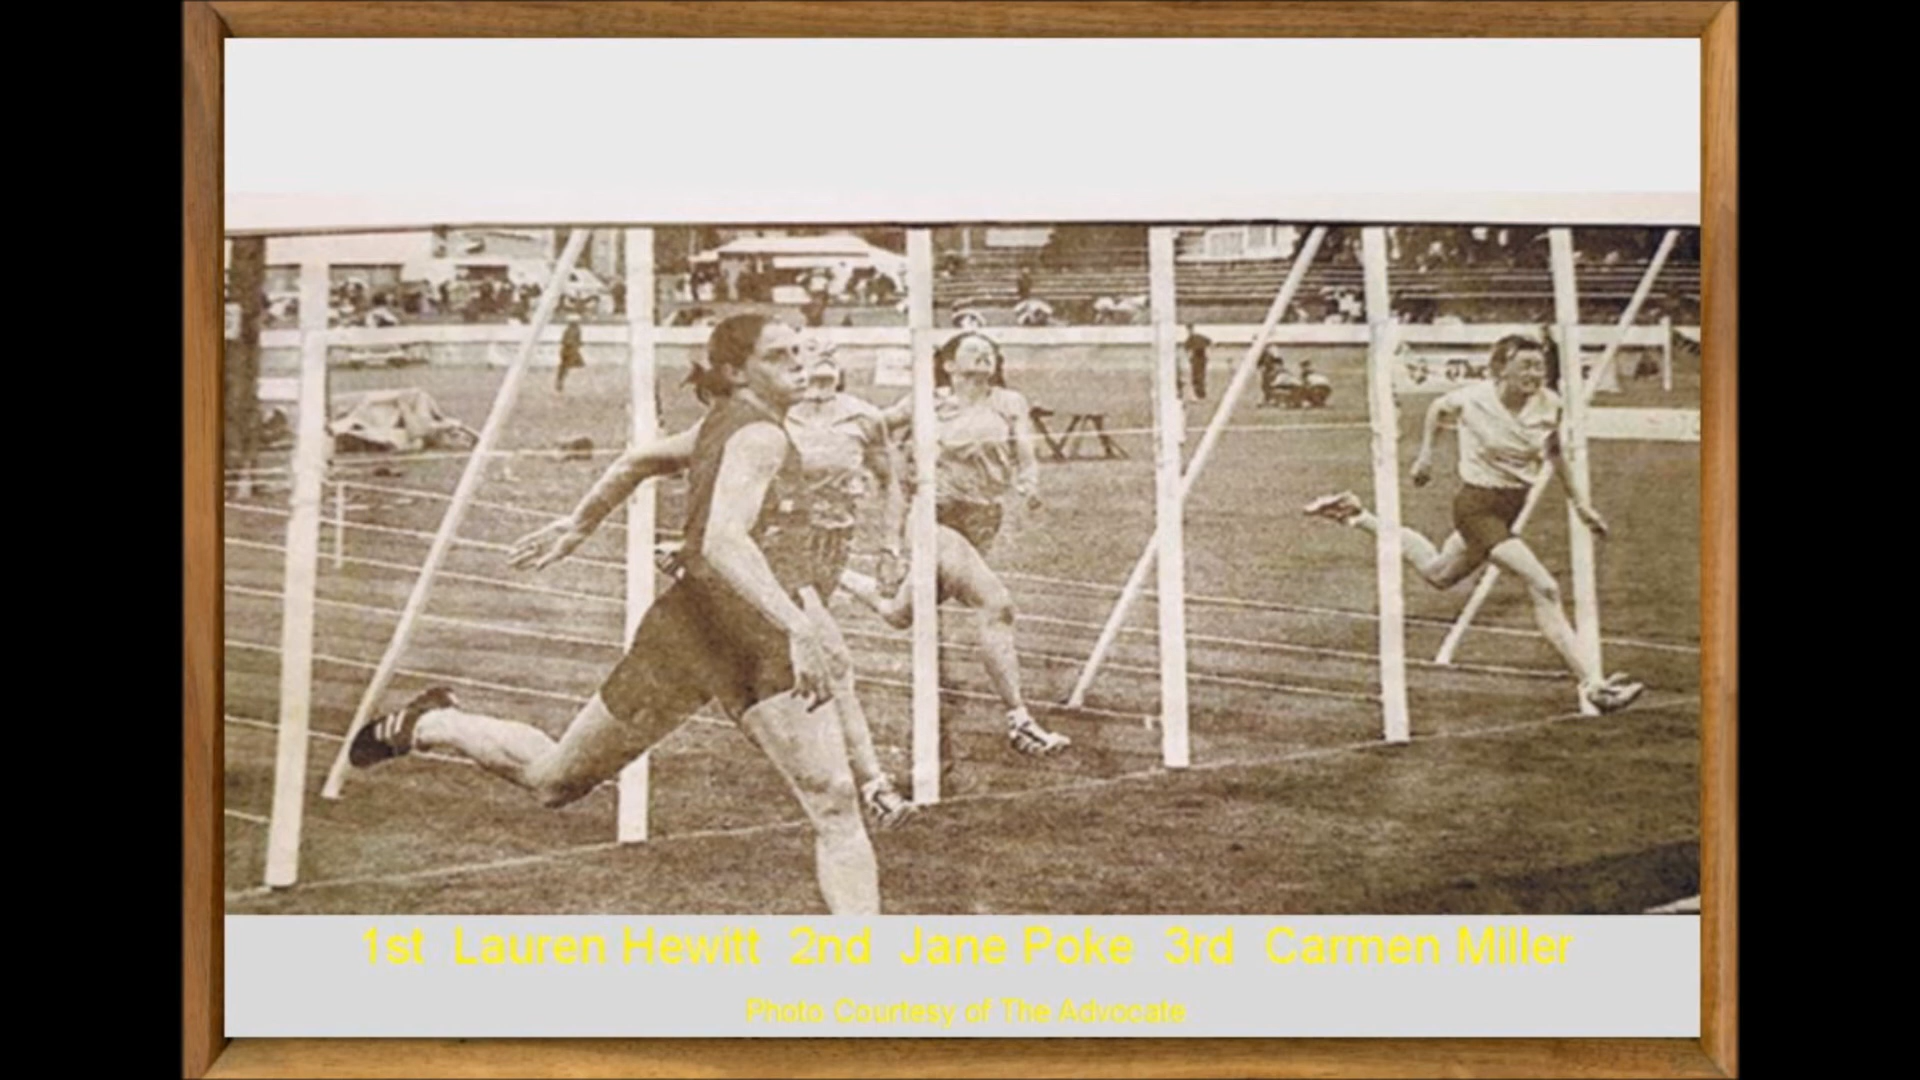 1st Lauren Hewitt 2nd Jane Poke 3rd Carmen Miller
Photo Courtesy of The Advocate